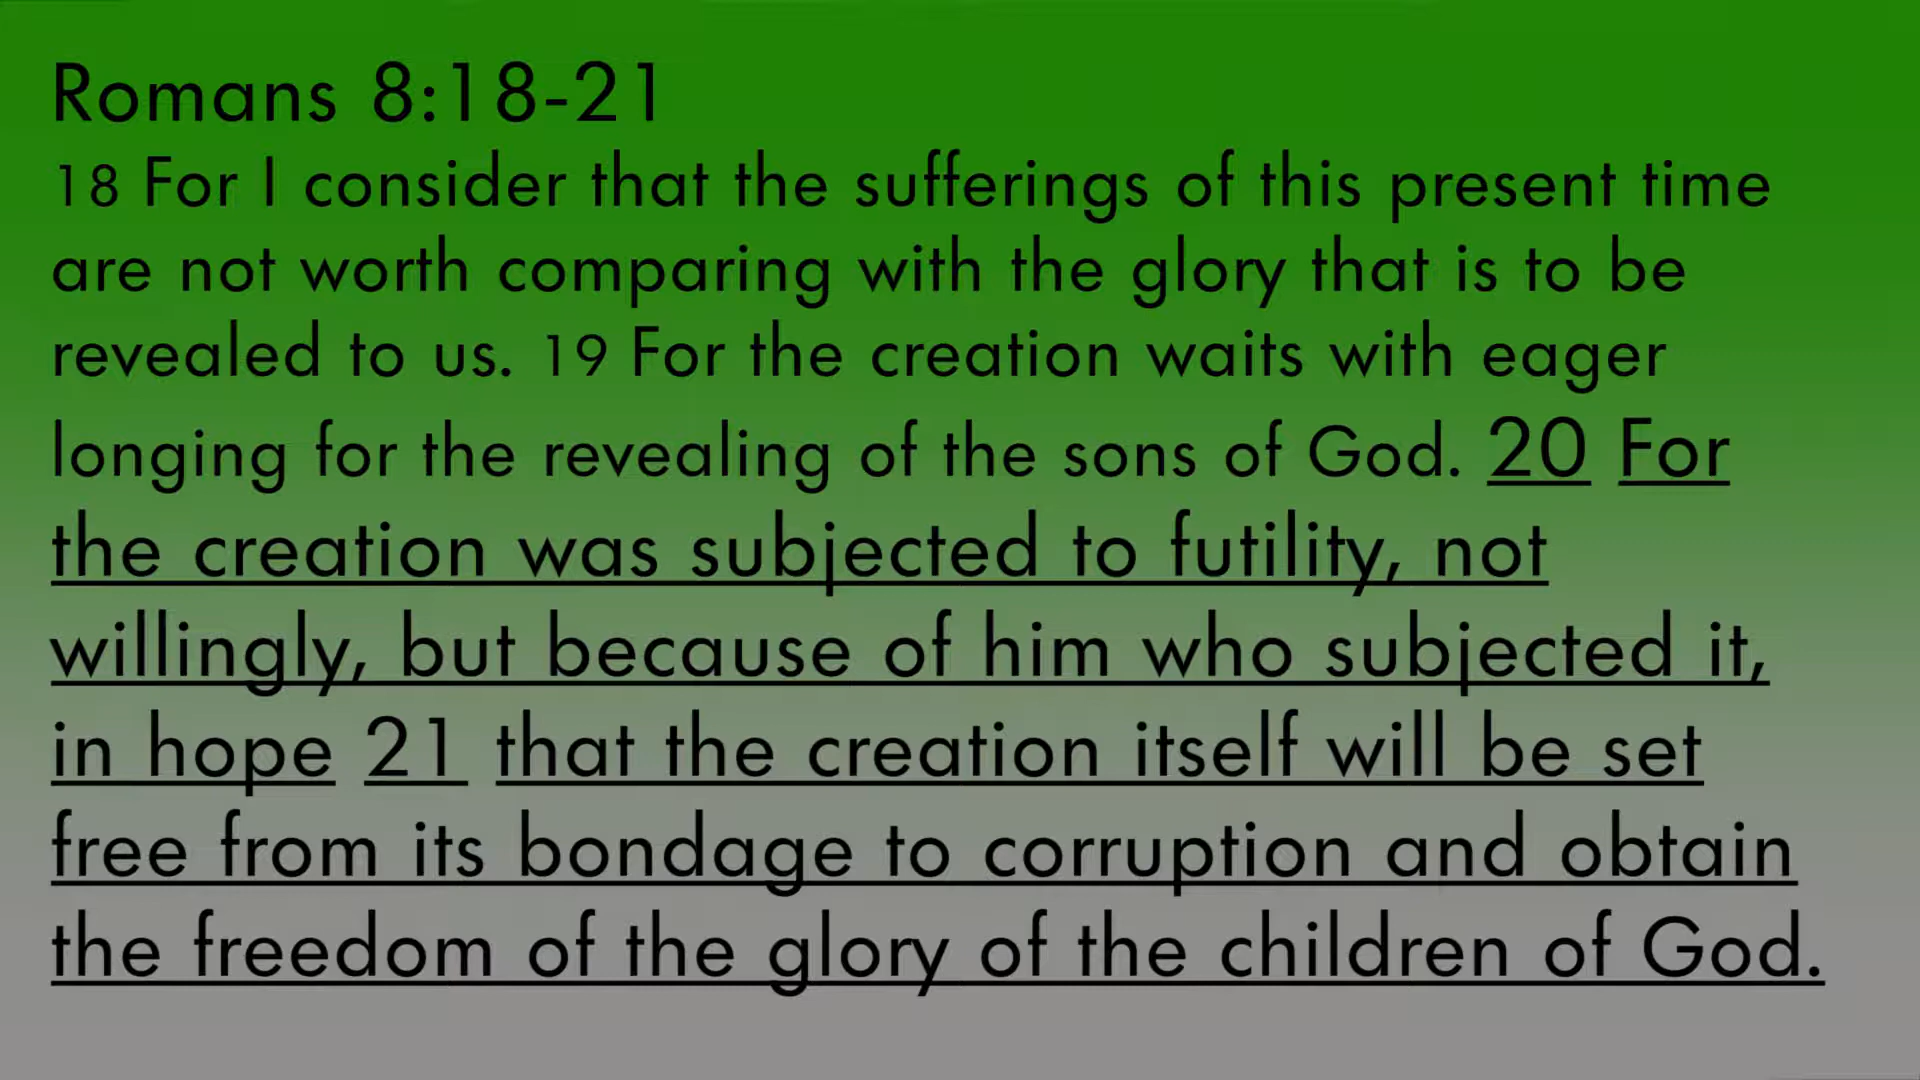 Romans 8:18-21
18 For I consider that the sufferings of this present time
are not worth comparing with the glory that is to be
revealed to us. 19 For the creation waits with eager
longing for the revealing of the sons of God. 20 For
the creation was subjected to futility, not
willingly, but because of him who subjected it,
in hope 21 that the creation itself will be set
free from its bondage to corruption and obtain
the freedom of the glory of the children of God.